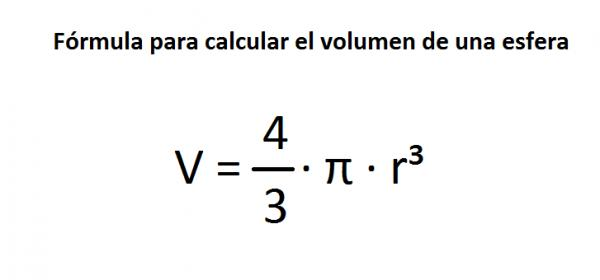 Fórmula para calcular el volumen de una esfera
V = 4/3 · π · r³